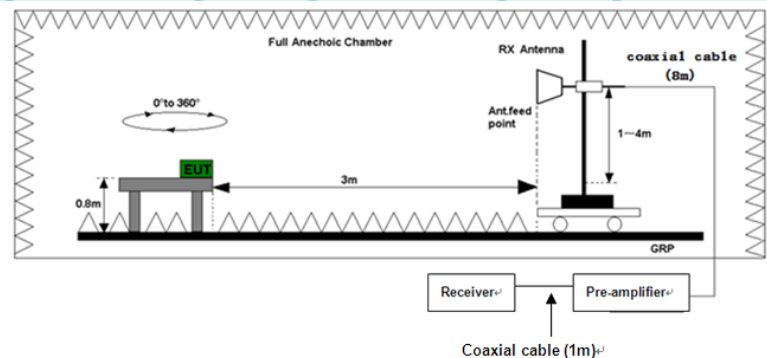 Full Anechoic Chamber
RX Antenna
coaxial cable
(8m)
0°to 360°
Ant.feed
point
1~4m
EUT
3m
0.8m
GRP
Receiver↵
Pre-amplifier↵
Coaxial cable (1m)↵